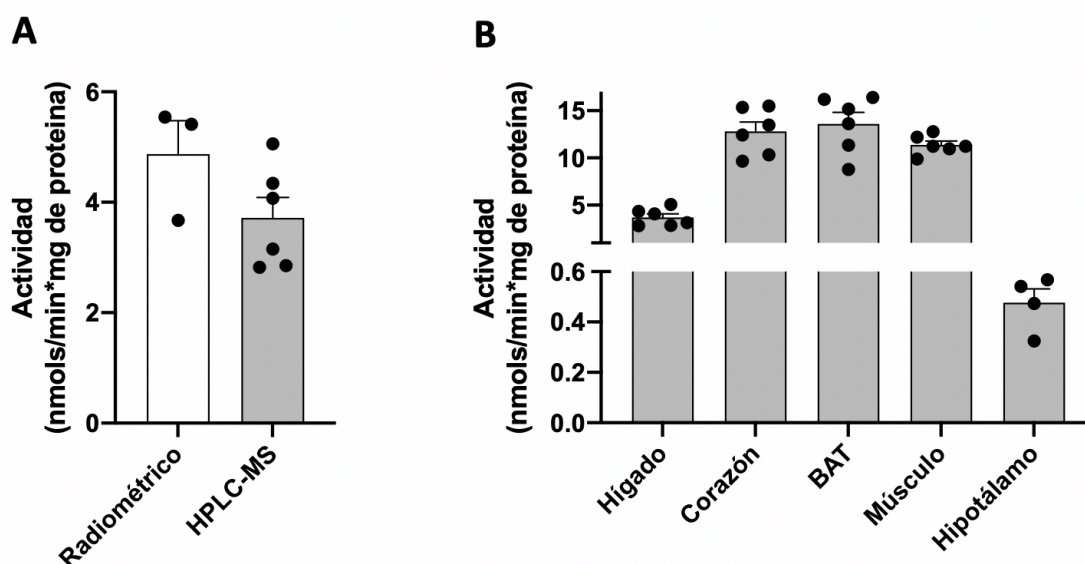 A
Actividad
(nmols/min*mg de proteína)
6
4
2
0
Radiométrico
HPLC-MS
B
Actividad
(nmols/min*mg de proteína)
15
10
5
0.6
0.4
0.2
0.0
Hígado
Corazón
BAT
Músculo
Hipotálamo